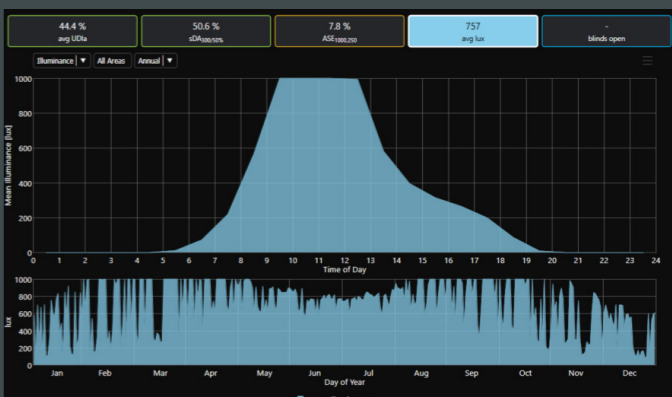 44.4 %
avg UDIa
50.6 %
sDA300/50%
7.8 %
ASE1000,250
757
avg lux
-
blinds open
Illuminance | ▼ All Areas Annual | ▼
Mean Illuminance [lux]
1000
800
600
400
200
0
0 1 2 3 4 5 6 7 8 9 10 11 12 13 14 15 16 17 18 19 20 21 22 23 24
Time of Day
lux
1000
800
600
400
200
0
Jan Feb Mar Apr May Jun Jul Aug Sep Oct Nov Dec
Day of Year